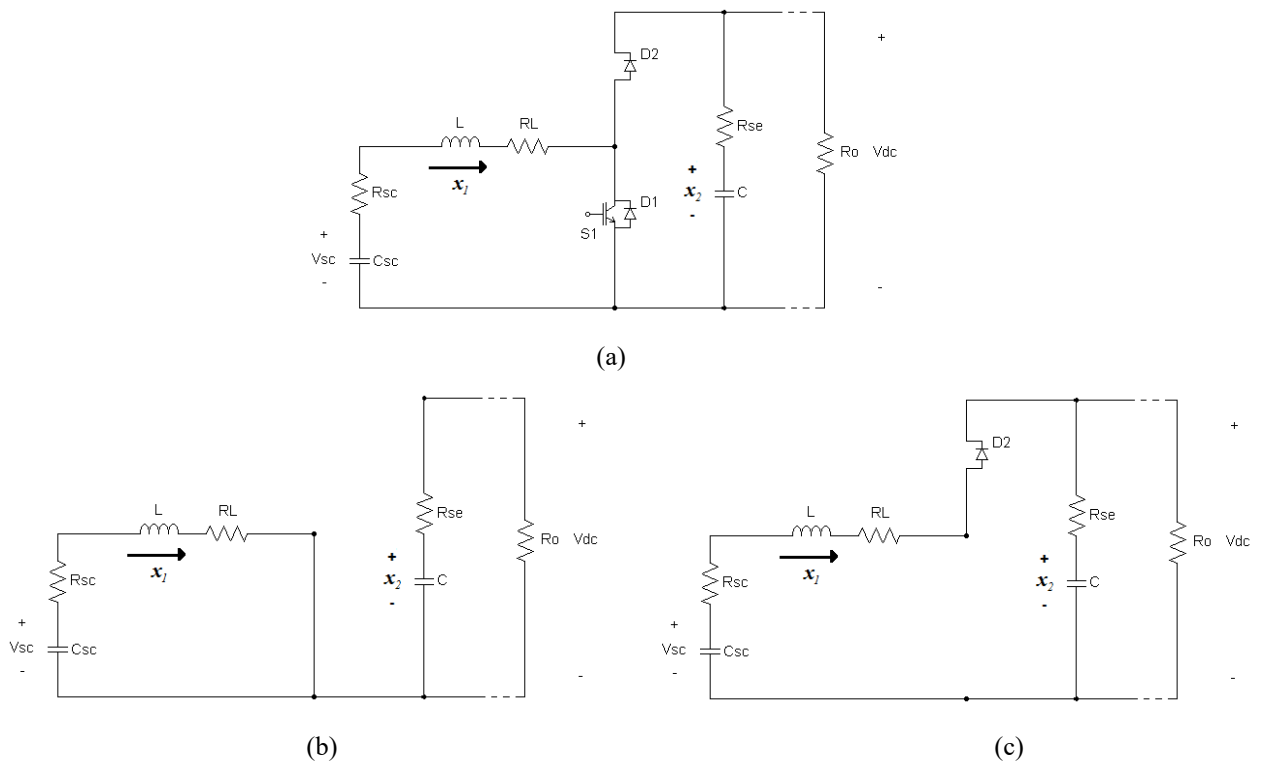 D2
+
L
RL
Rse
Rsc
x1
+
x2
-
C
Ro
Vdc
D1
S1
+
Vsc
-
Csc
-
(a)
+
L
RL
Rse
Rsc
x1
+
x2
-
C
Ro
Vdc
+
Vsc
-
Csc
-
(b)
+
D2
L
RL
Rse
Rsc
x1
+
x2
-
C
Ro
Vdc
+
Vsc
-
Csc
-
(c)